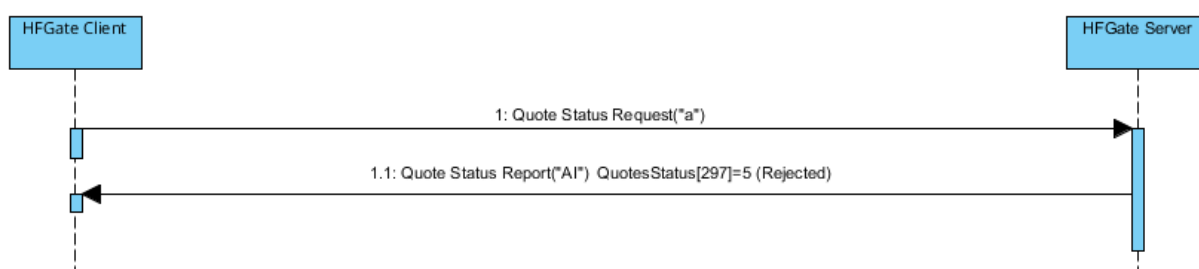 HFGate Client
HFGate Server
1: Quote Status Request("a")
1.1: Quote Status Report("AI") QuotesStatus[297]=5 (Rejected)